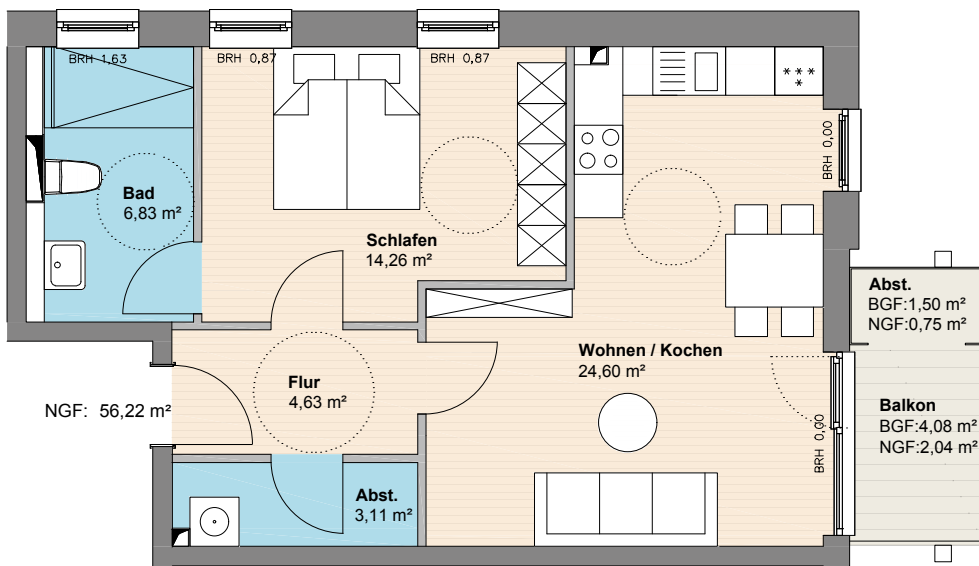 BRH 1,63
BRH 0,87
BRH 0,87
BRH 0,00
Bad
6,83 m²
Schlafen
14,26 m²
Abst.
BGF:1,50 m²
NGF:0,75 m²
Wohnen / Kochen
24,60 m²
Flur
4,63 m²
NGF: 56,22 m²
Balkon
BGF:4,08 m²
NGF:2,04 m²
BRH 0,00
Abst.
3,11 m²